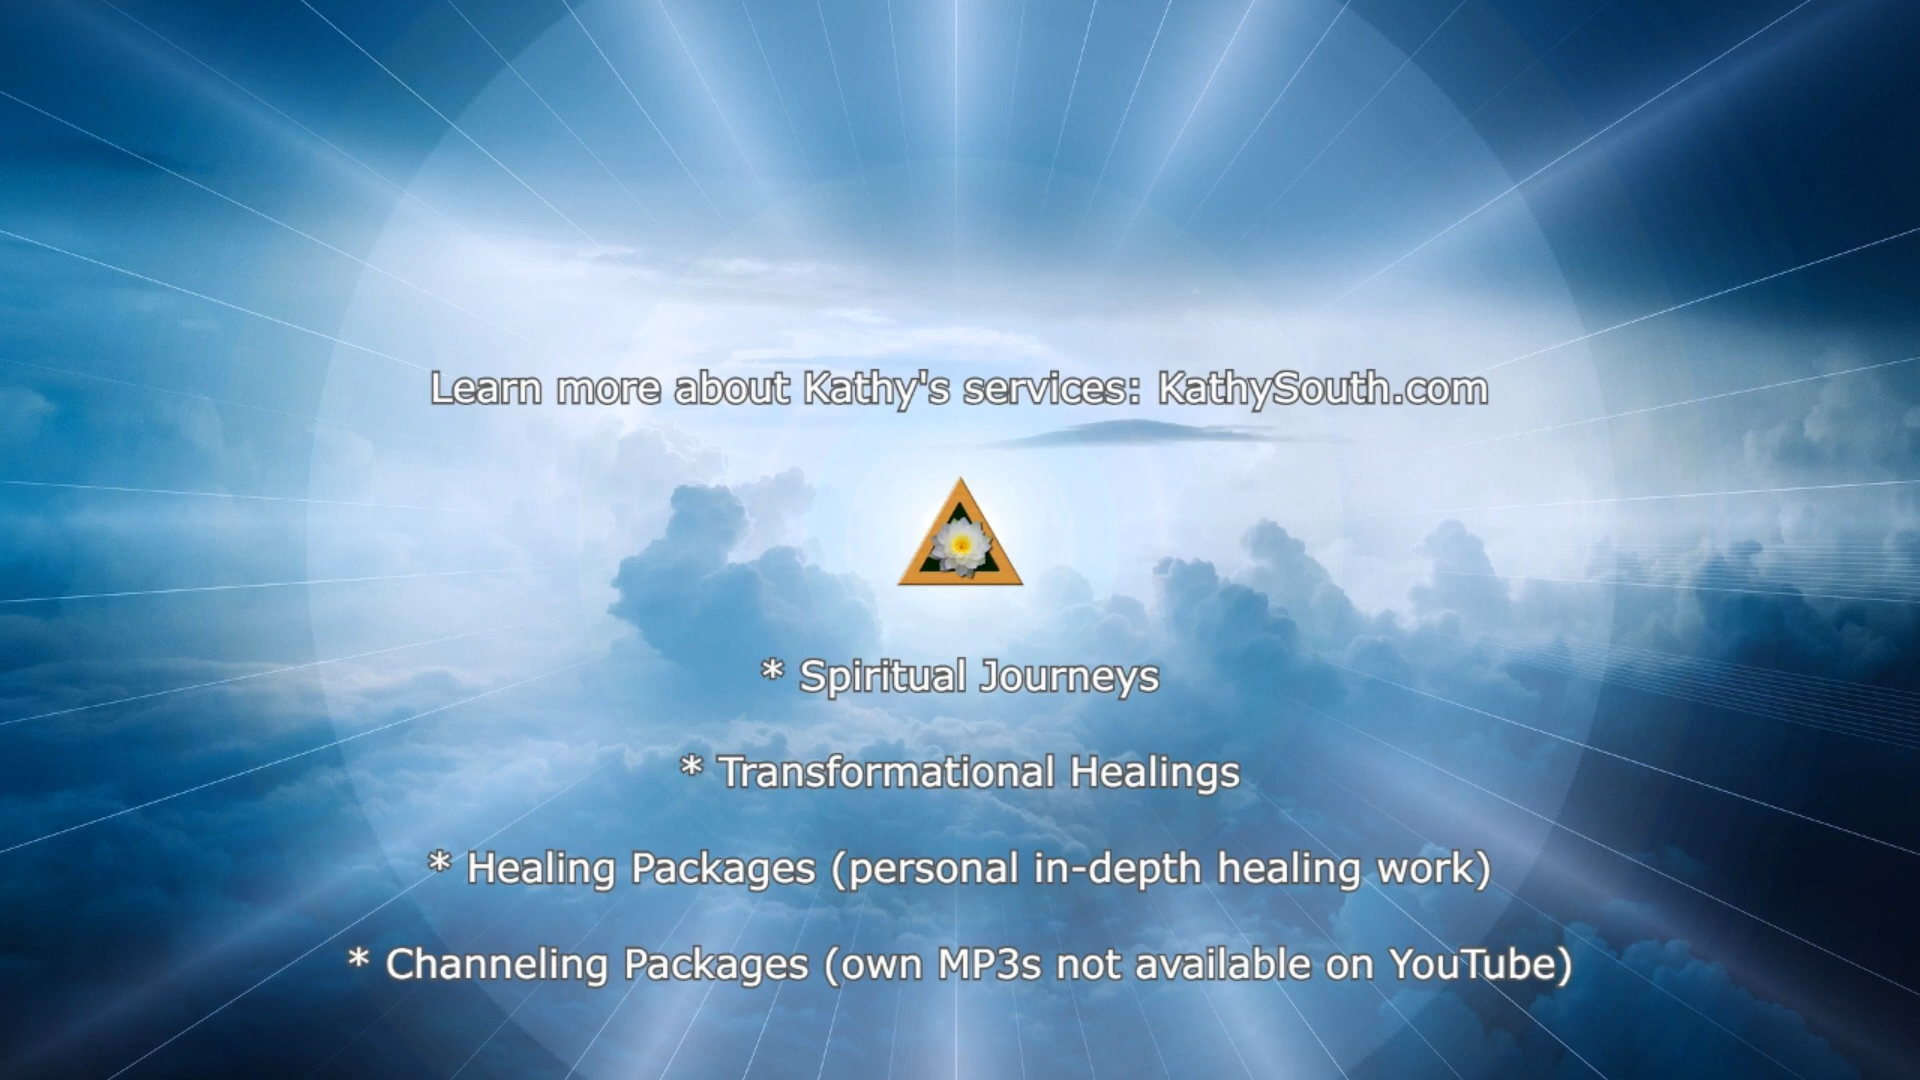 Learn more about Kathy's services: KathySouth.com
* Spiritual Journeys
* Transformational Healings
* Healing Packages (personal in-depth healing work)
* Channeling Packages (own MP3s not available on YouTube)